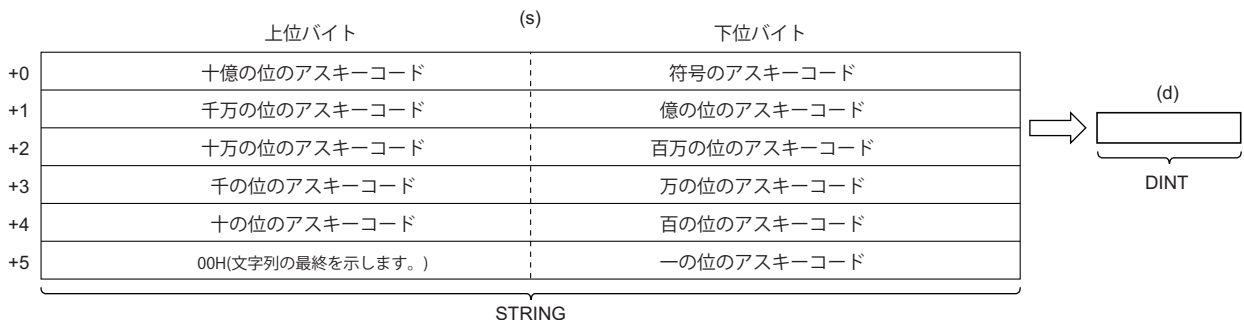 (s)
上位バイト 下位バイト
+0 十億の位のアスキーコード 符号のアスキーコード
+1 千万の位のアスキーコード 億の位のアスキーコード
+2 十万の位のアスキーコード 百万の位のアスキーコード
+3 千の位のアスキーコード 万の位のアスキーコード
+4 十の位のアスキーコード 百の位のアスキーコード
+5 00H(文字列の最終を示します。) 一の位のアスキーコード
STRING
(d)
DINT